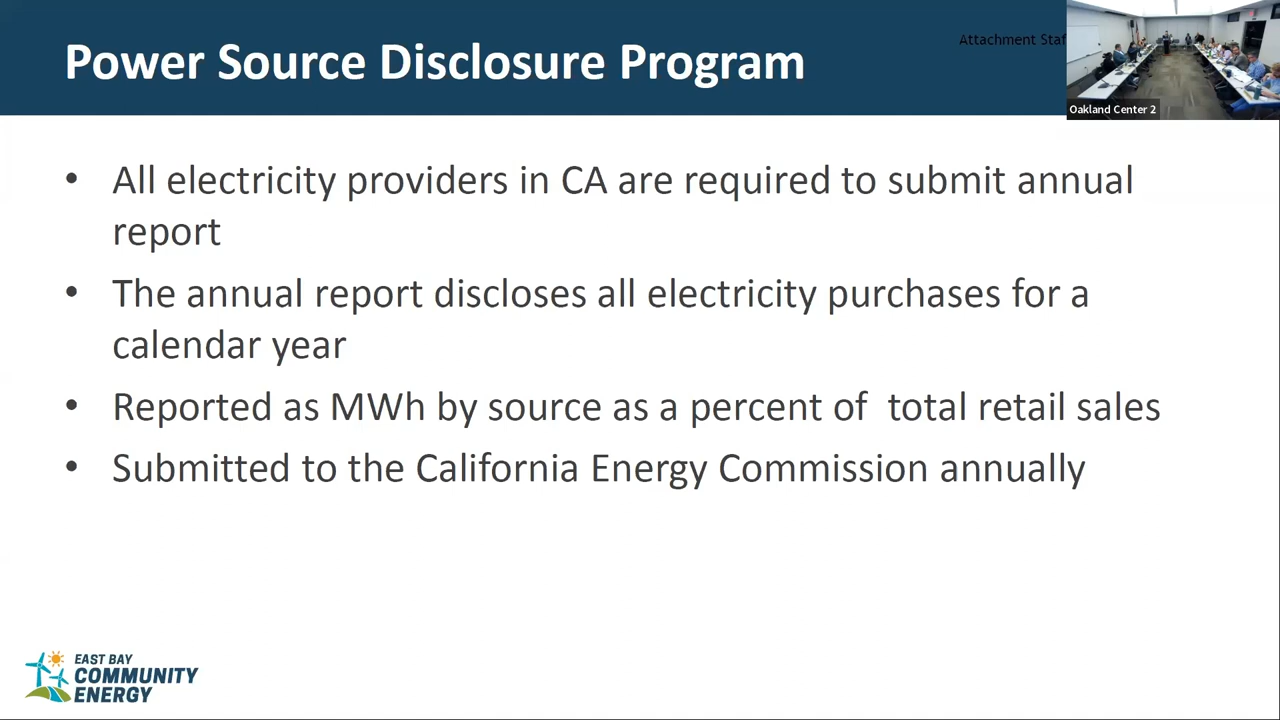 Power Source Disclosure Program
Attachment Staf
Oakland Center 2
• All electricity providers in CA are required to submit annual
report
• The annual report discloses all electricity purchases for a
calendar year
• Reported as MWh by source as a percent of  total retail sales
• Submitted to the California Energy Commission annually
EAST BAY
COMMUNITY
ENERGY